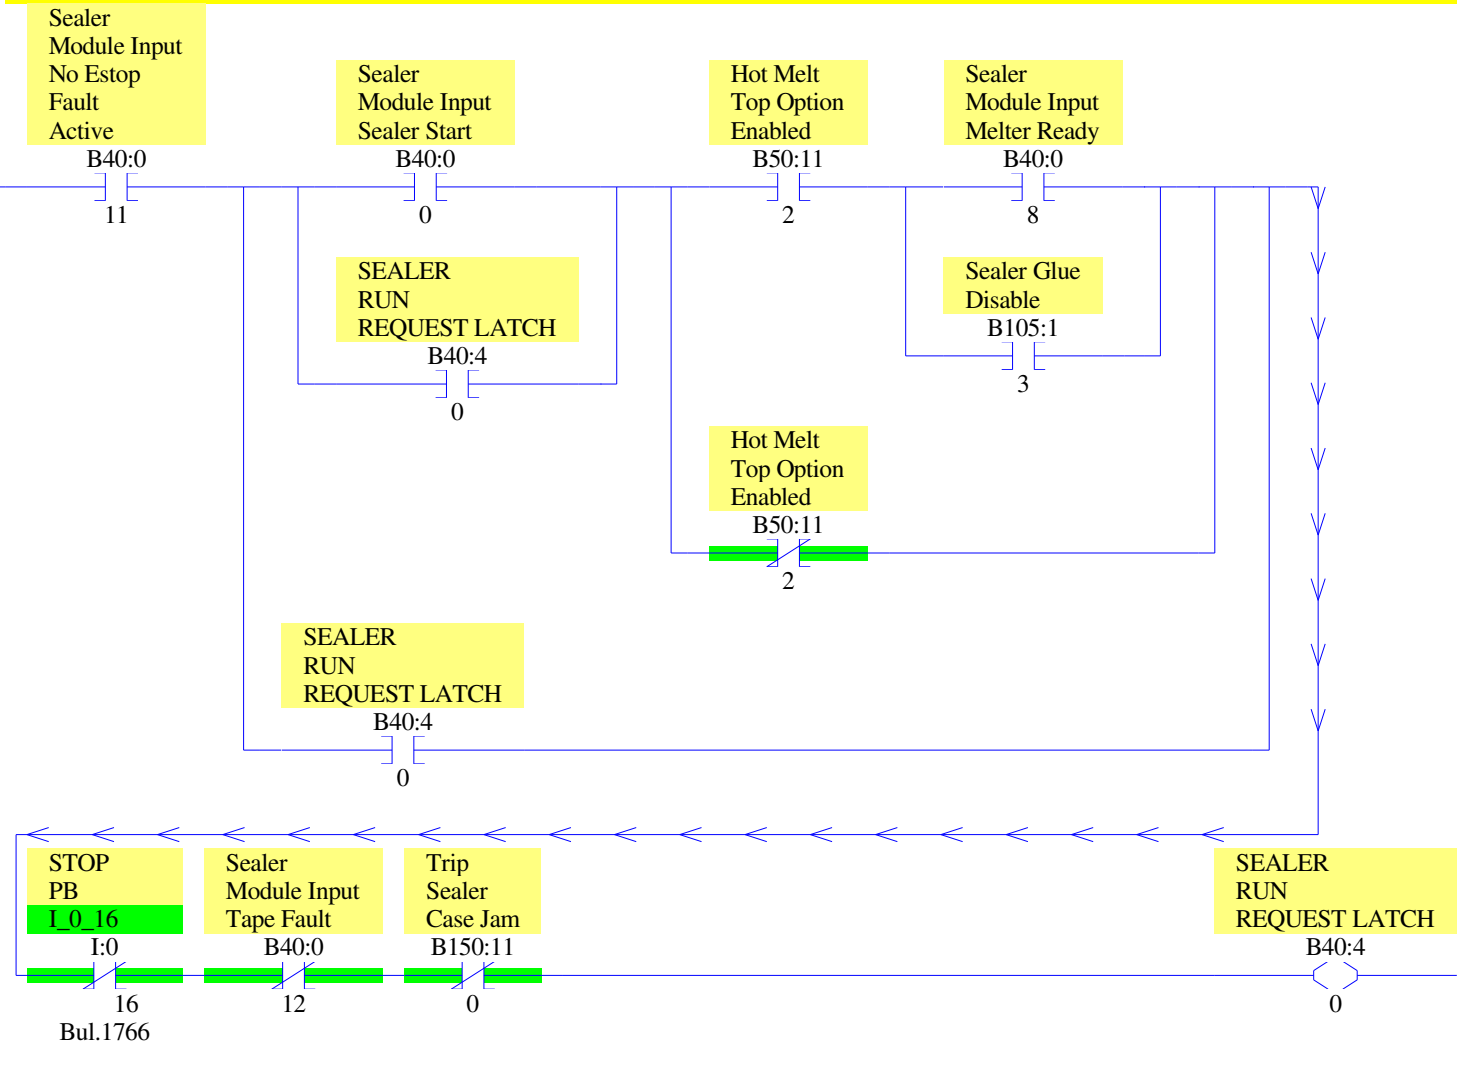 Sealer
Module Input
No Estop
Fault
Active
B40:0
11
Sealer
Module Input
Sealer Start
B40:0
0
Hot Melt
Top Option
Enabled
B50:11
2
Sealer
Module Input
Melter Ready
B40:0
8
SEALER
RUN
REQUEST LATCH
B40:4
0
Sealer Glue
Disable
B105:1
3
Hot Melt
Top Option
Enabled
B50:11
2
SEALER
RUN
REQUEST LATCH
B40:4
0
STOP
PB
I_0_16
I:0
16
Bul.1766
Sealer
Module Input
Tape Fault
B40:0
12
Trip
Sealer
Case Jam
B150:11
0
SEALER
RUN
REQUEST LATCH
B40:4
0